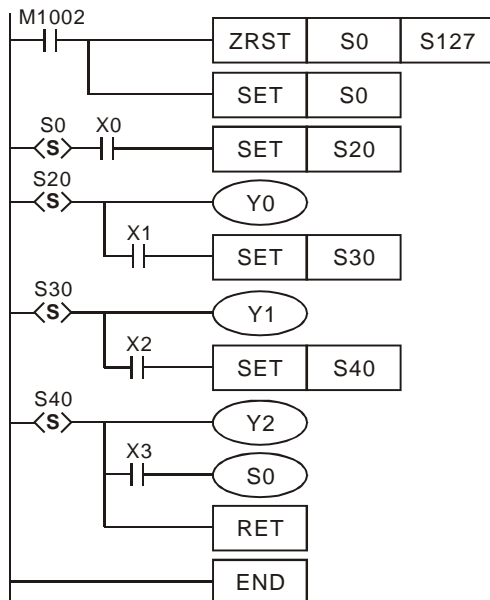 M1002
ZRST S0 S127
SET S0
S0 X0
S SET S20
S20
S Y0
X1
SET S30
S30
S Y1
X2
SET S40
S40
S Y2
X3
S0
RET
END